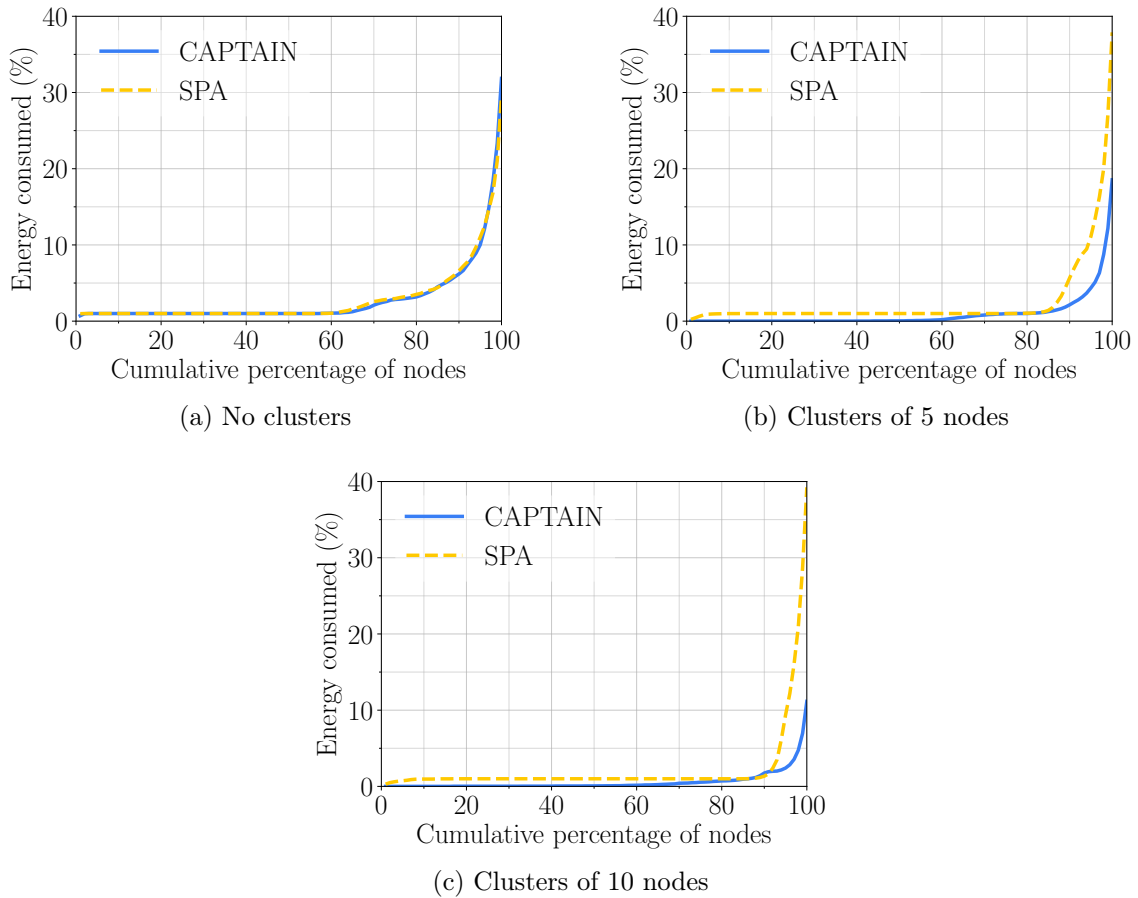 40
30
20
10
0
Energy consumed (%)
CAPTAIN
SPA
0 20 40 60 80 100
Cumulative percentage of nodes
(a) No clusters
40
30
20
10
0
Energy consumed (%)
CAPTAIN
SPA
0 20 40 60 80 100
Cumulative percentage of nodes
(b) Clusters of 5 nodes
40
30
20
10
0
Energy consumed (%)
CAPTAIN
SPA
0 20 40 60 80 100
Cumulative percentage of nodes
(c) Clusters of 10 nodes